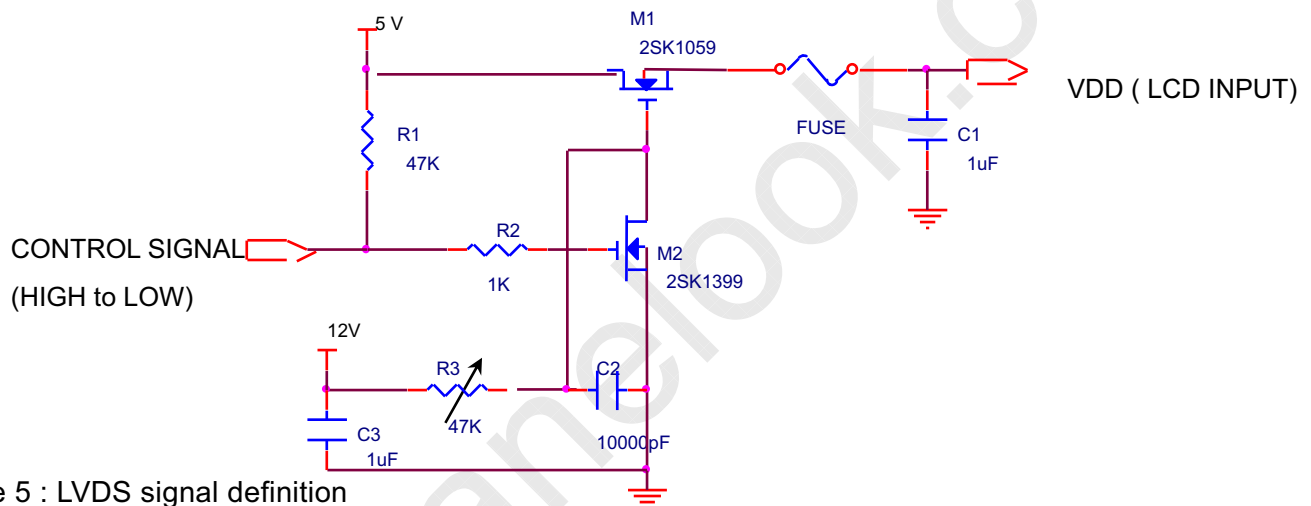 5 V
M1
2SK1059
VDD ( LCD INPUT)
R1
47K
FUSE
C1
1uF
CONTROL SIGNAL
(HIGH to LOW)
R2
1K
M2
2SK1399
12V
R3
47K
C2
10000pF
C3
1uF
e 5 : LVDS signal definition
anelook.c